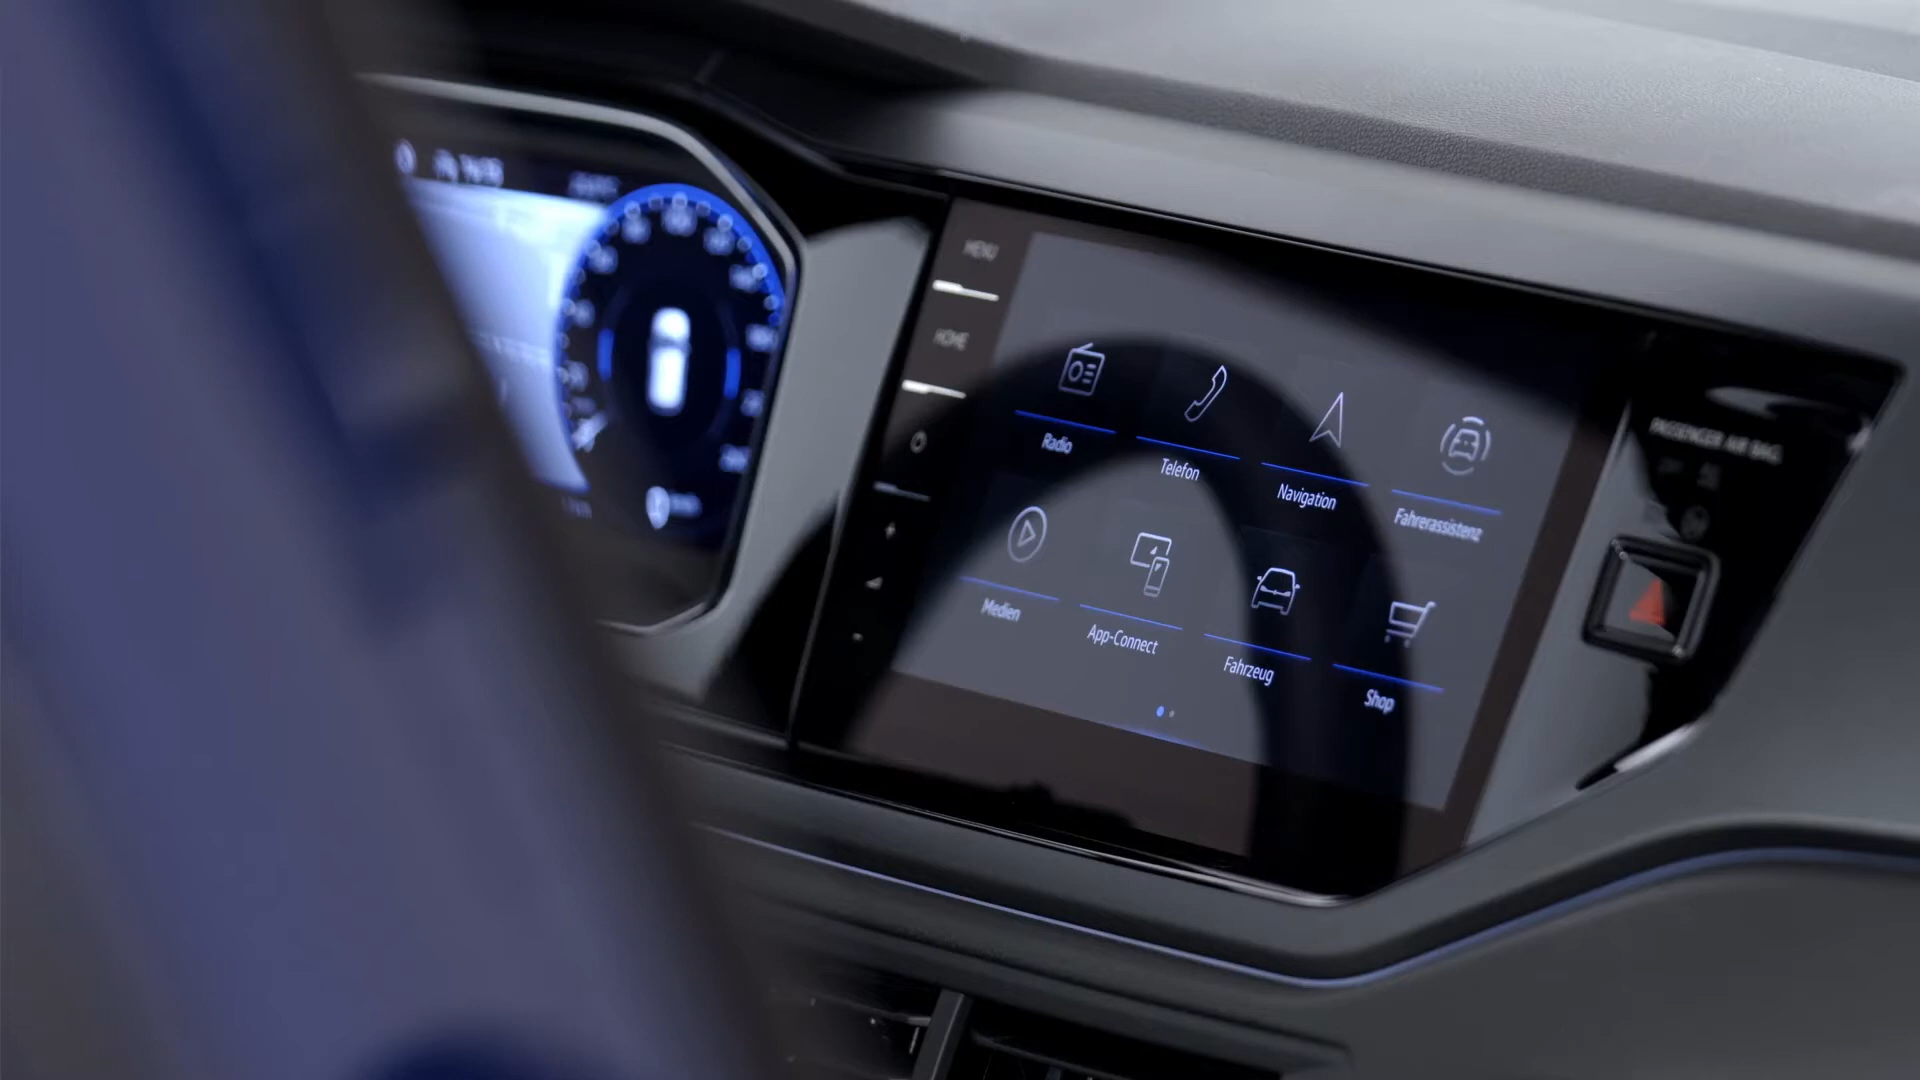 MENU
HOME
Radio
Telefon
Navigation
Fahrerassistenz
Medien
App-Connect
Fahrzeug
Shop
PASSENGER AIR BAG